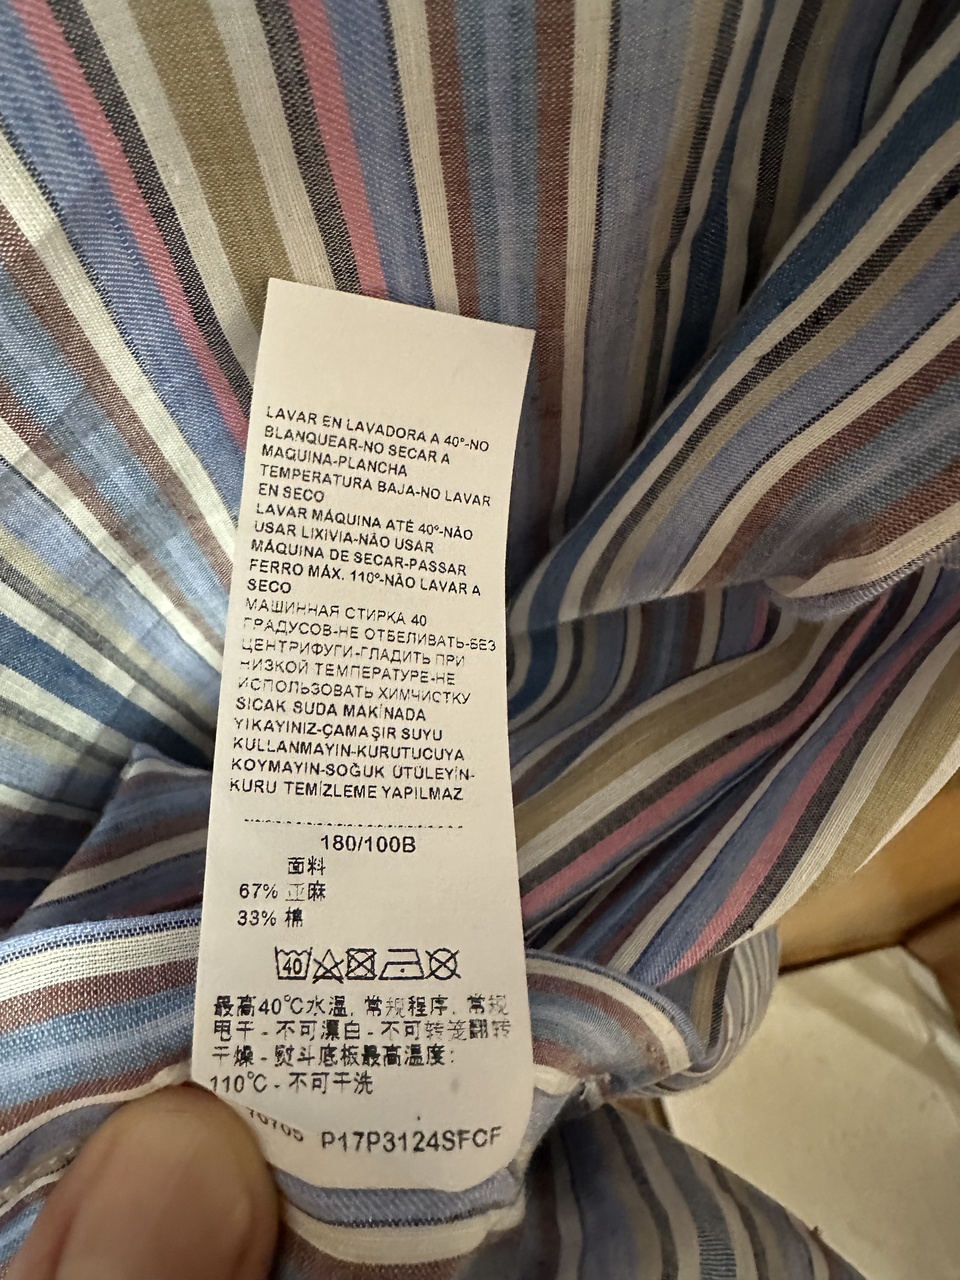 LAVAR EN LAVADORA A 40°-NO
BLANQUEAR-NO SECAR A
MAQUINA-PLANCHA
TEMPERATURA BAJA-NO LAVAR
EN SECO
LAVAR MÁQUINA ATÉ 40°-NÃO
USAR LIXIVIA-NÃO USAR
MÁQUINA DE SECAR-PASSAR
FERRO MÁX. 110°-NÃO LAVAR A
SECO
МАШИННАЯ СТИРКА 40
ГРАДУСОВ-НЕ ОТБЕЛИВАТЬ-БЕЗ
ЦЕНТРИФУГИ-ГЛАДИТЬ ПРИ
НИЗКОЙ ТЕМПЕРАТУРЕ-НЕ
ИСПОЛЬЗОВАТЬ ХИМЧИСТКУ
SICAK SUDA MAKİNADA
YIKAYINIZ-ÇAMAŞIR SUYU
KULLANMAYIN-KURUTUCUYA
KOYMAYIN-SOĞUK ÜTÜLEYİN-
KURU TEMİZLEME YAPILMAZ
180/100B
面料
67% 亚麻
33% 棉
40
最高40℃水温, 常规程序, 常规
甩干 - 不可漂白 - 不可转笼翻转
干燥 - 熨斗底板最高温度:
110℃ - 不可干洗
70705 P17P3124SFCF